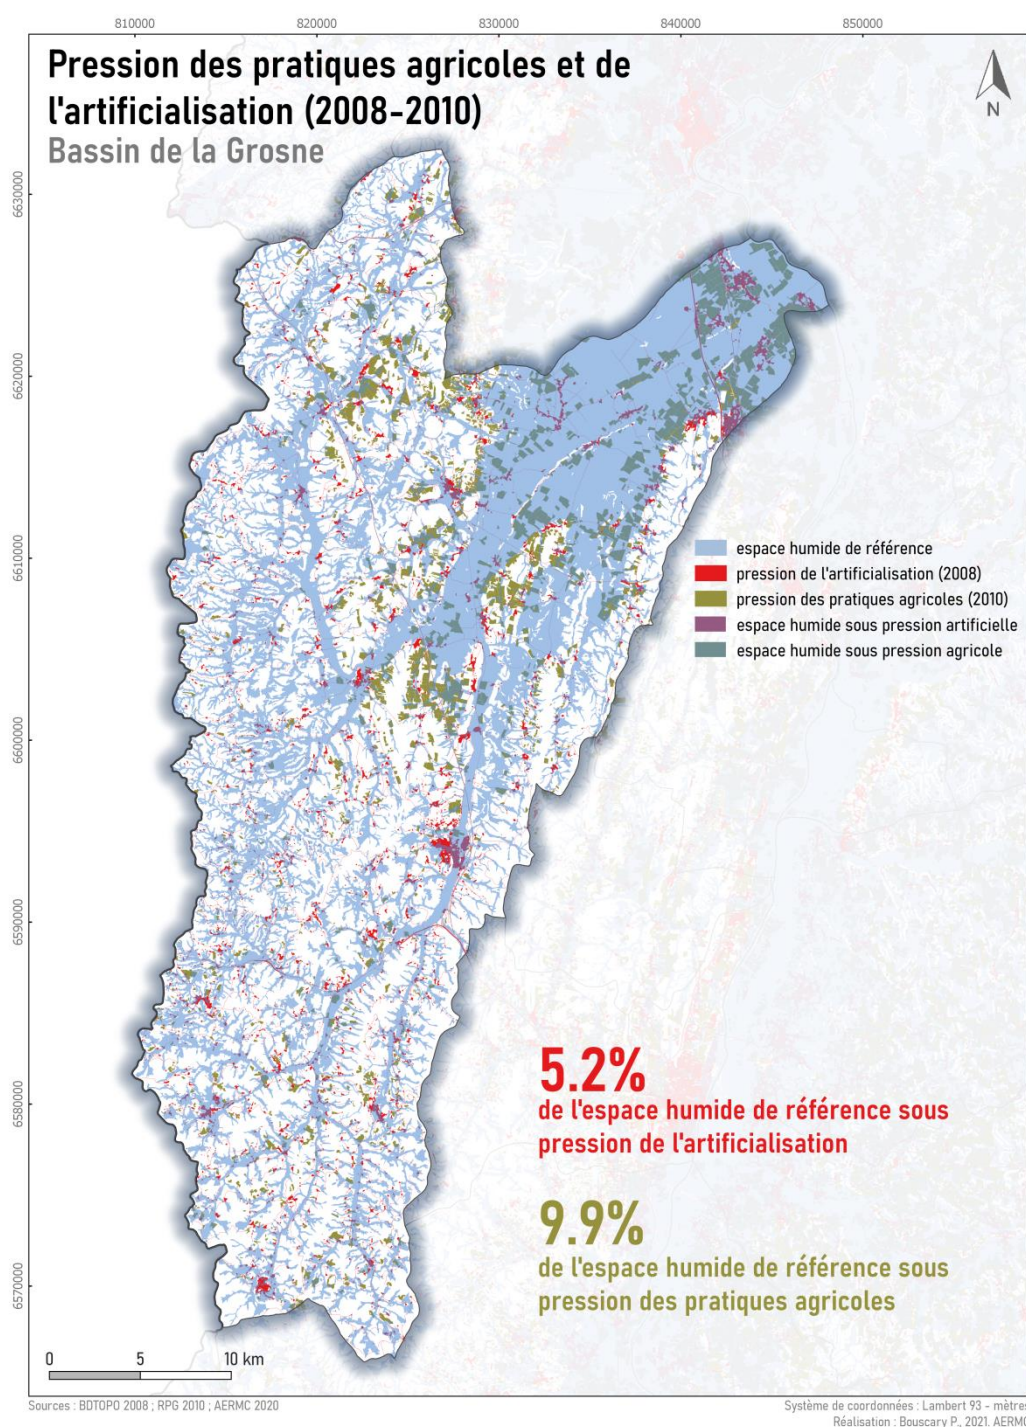 810000
820000
830000
840000
850000
Pression des pratiques agricoles et de
l'artificialisation (2008-2010)
Bassin de la Grosne
N
6630000
6620000
6610000
6600000
6590000
6580000
6570000
espace humide de référence
pression de l'artificialisation (2008)
pression des pratiques agricoles (2010)
espace humide sous pression artificielle
espace humide sous pression agricole
5.2%
de l'espace humide de référence sous
pression de l'artificialisation
9.9%
de l'espace humide de référence sous
pression des pratiques agricoles
0 5 10 km
Sources : BDTOPO 2008 ; RPG 2010 ; AERMC 2020
Système de coordonnées : Lambert 93 - mètres
Réalisation : Bouscary P., 2021. AERMC